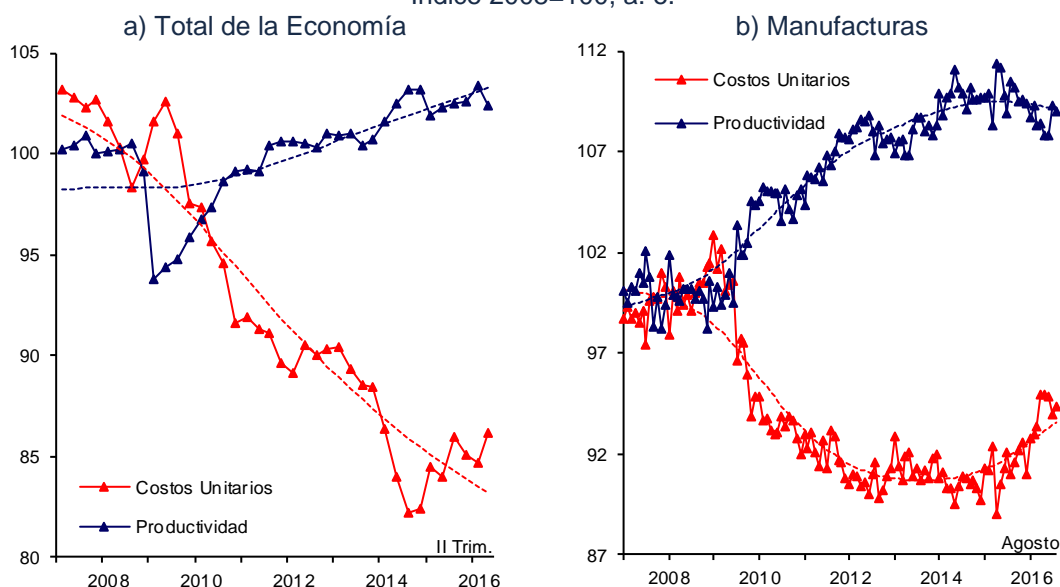 Índice 2008=100, a. e.
a) Total de la Economía
105
100
95
90
85
80
Costos Unitarios
Productividad
II Trim.
2008 2010 2012 2014 2016
b) Manufacturas
112
107
102
97
92
87
Costos Unitarios
Productividad
Agosto
2008 2010 2012 2014 2016